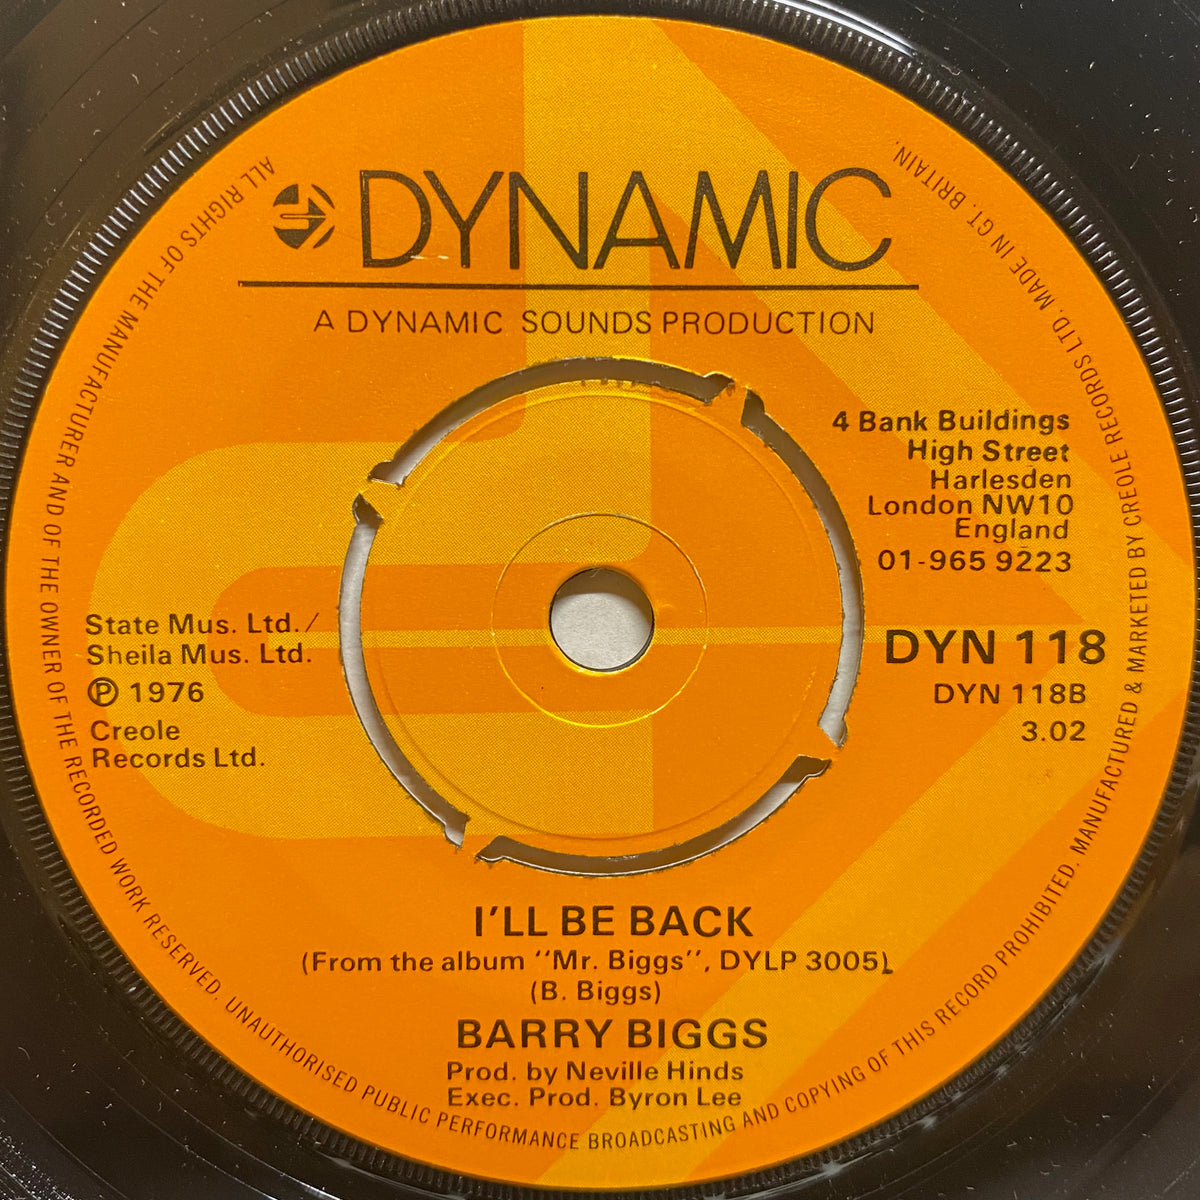 DYNAMIC
A DYNAMIC SOUNDS PRODUCTION
4 Bank Buildings
High Street
Harlesden
London NW10
England
01-965 9223
State Mus. Ltd./
Sheila Mus. Ltd.
Ⓟ 1976
Creole
Records Ltd.
DYN 118
DYN 118B
3.02
I'LL BE BACK
(From the album "Mr. Biggs", DYLP 3005)
(B. Biggs)
BARRY BIGGS
Prod. by Neville Hinds
Exec. Prod. Byron Lee
ALL RIGHTS OF THE MANUFACTURER AND OF THE OWNER OF THE RECORDED WORK RESERVED. UNAUTHORISED PUBLIC PERFORMANCE BROADCASTING AND COPYING OF THIS RECORD PROHIBITED. MANUFACTURED & MARKETED BY CREOLE RECORDS LTD. MADE IN GT. BRITAIN.